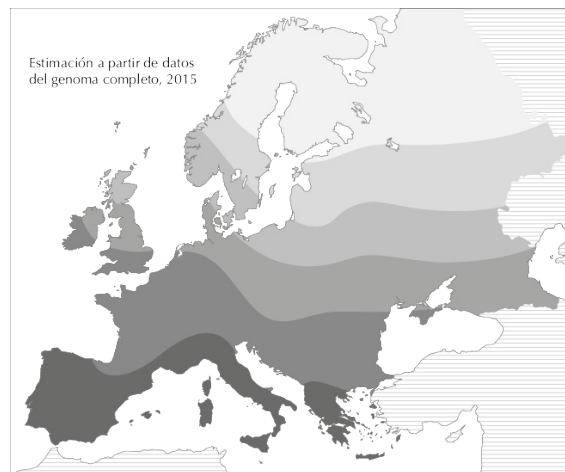 Estimación a partir de datos
del genoma completo, 2015